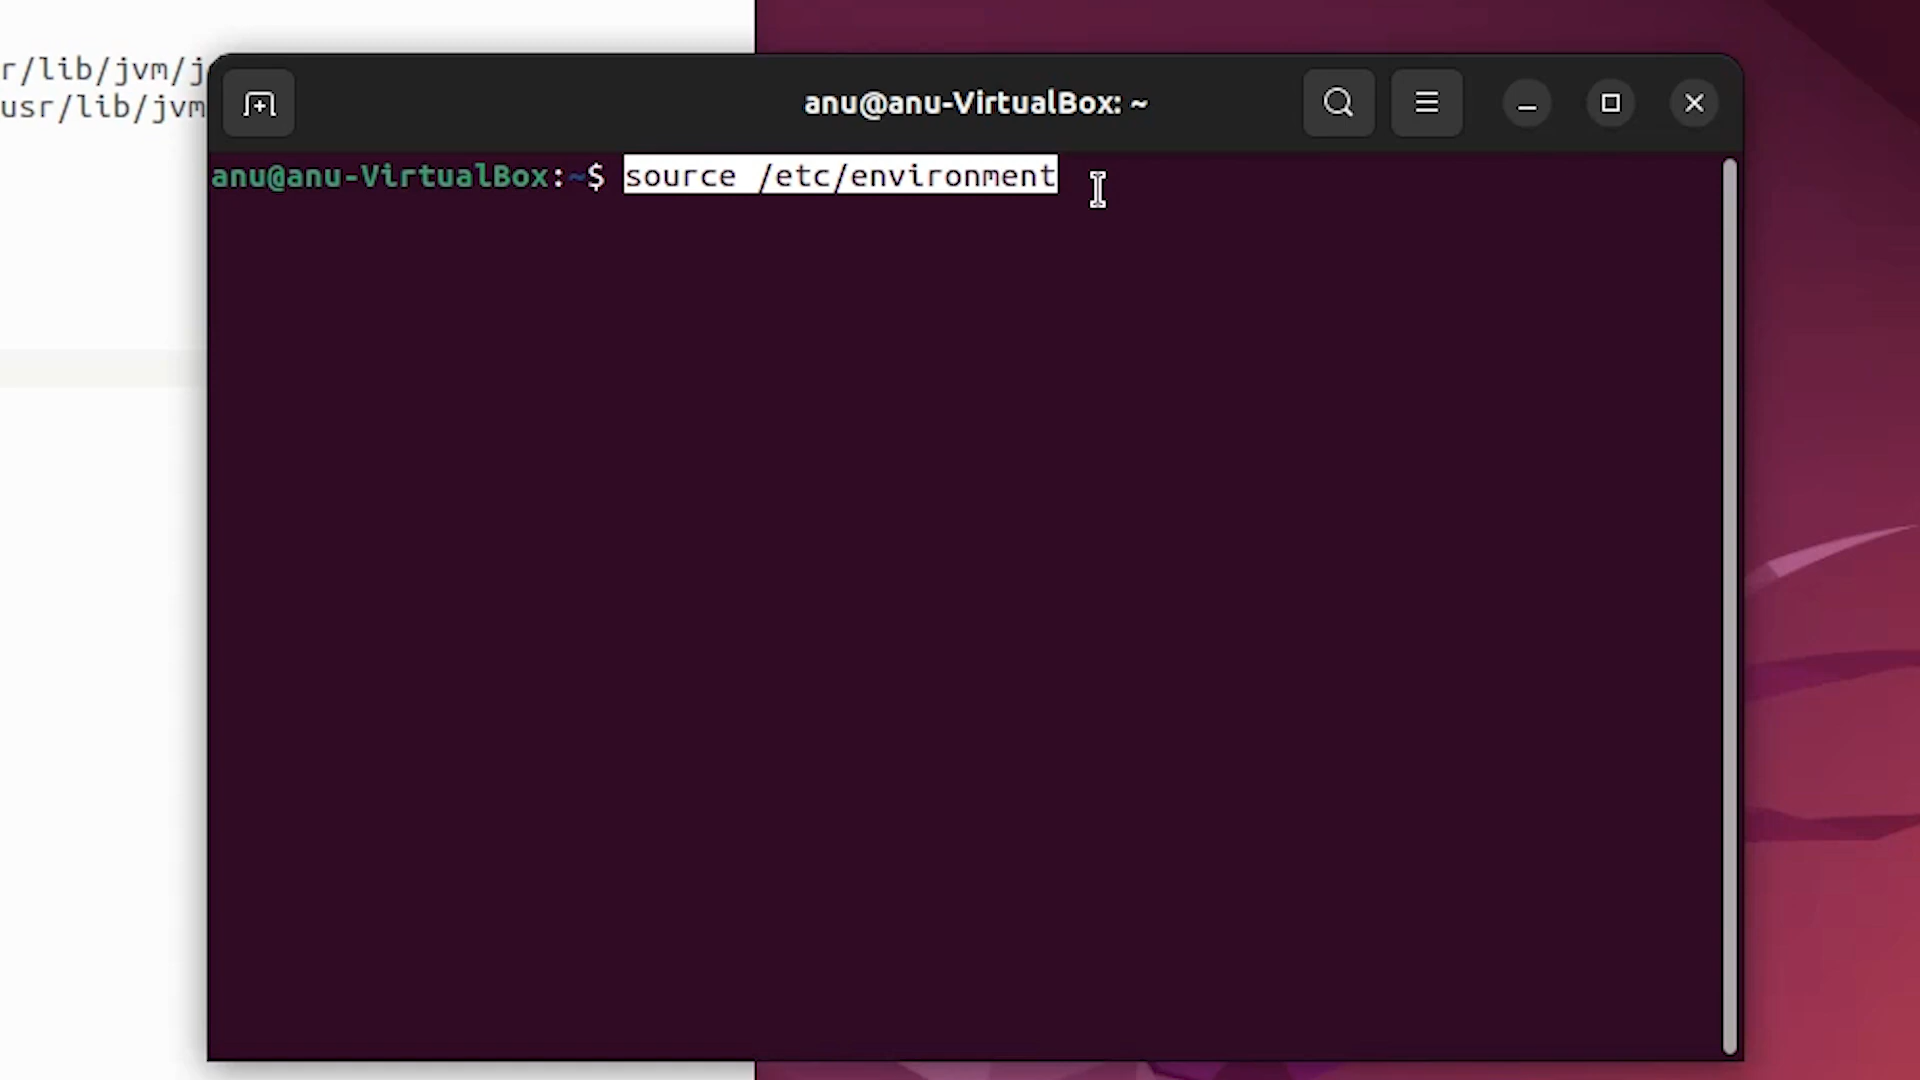 r/lib/jvm/j
usr/lib/jvm
anu@anu-VirtualBox: ~
anu@anu-VirtualBox:~$ source /etc/environment